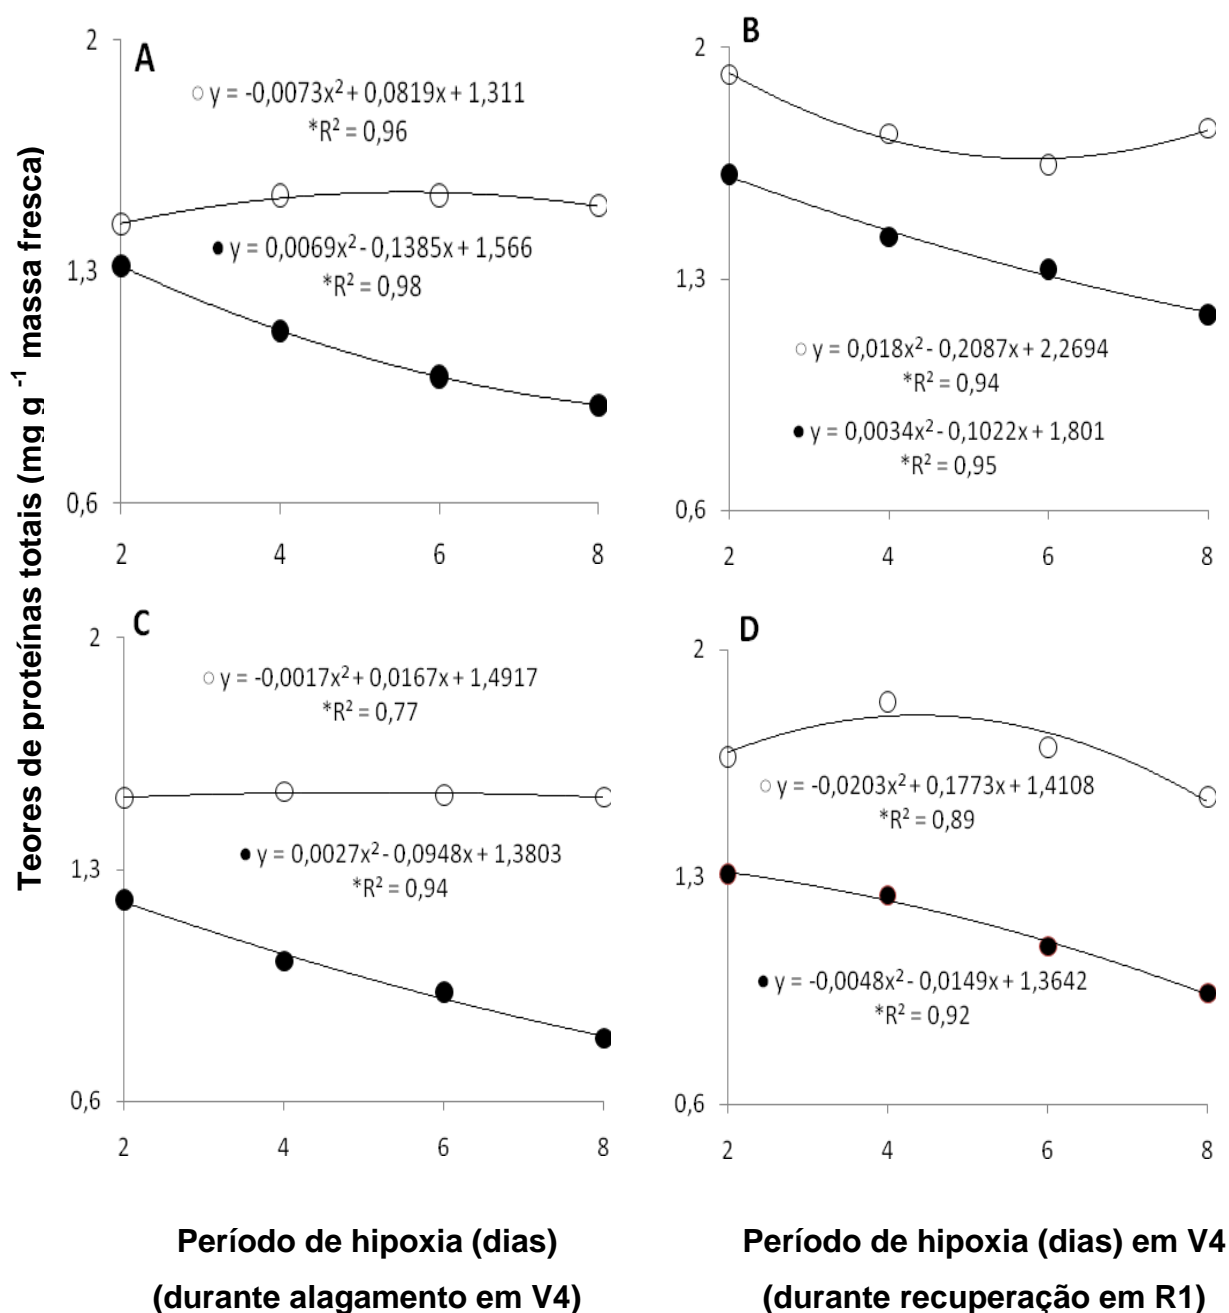 Teores de proteínas totais (mg g⁻¹ massa fresca)
A
2
1,3
0,6
y = -0,0073x² + 0,0819x + 1,311
*R² = 0,96
y = 0,0069x² - 0,1385x + 1,566
*R² = 0,98
2 4 6 8
B
2
1,3
0,6
y = 0,018x² - 0,2087x + 2,2694
*R² = 0,94
y = 0,0034x² - 0,1022x + 1,801
*R² = 0,95
2 4 6 8
C
2
1,3
0,6
y = -0,0017x² + 0,0167x + 1,4917
*R² = 0,77
y = 0,0027x² - 0,0948x + 1,3803
*R² = 0,94
2 4 6 8
D
2
1,3
0,6
y = -0,0203x² + 0,1773x + 1,4108
*R² = 0,89
y = -0,0048x² - 0,0149x + 1,3642
*R² = 0,92
2 4 6 8
Período de hipoxia (dias)
(durante alagamento em V4)
Período de hipoxia (dias) em V4
(durante recuperação em R1)